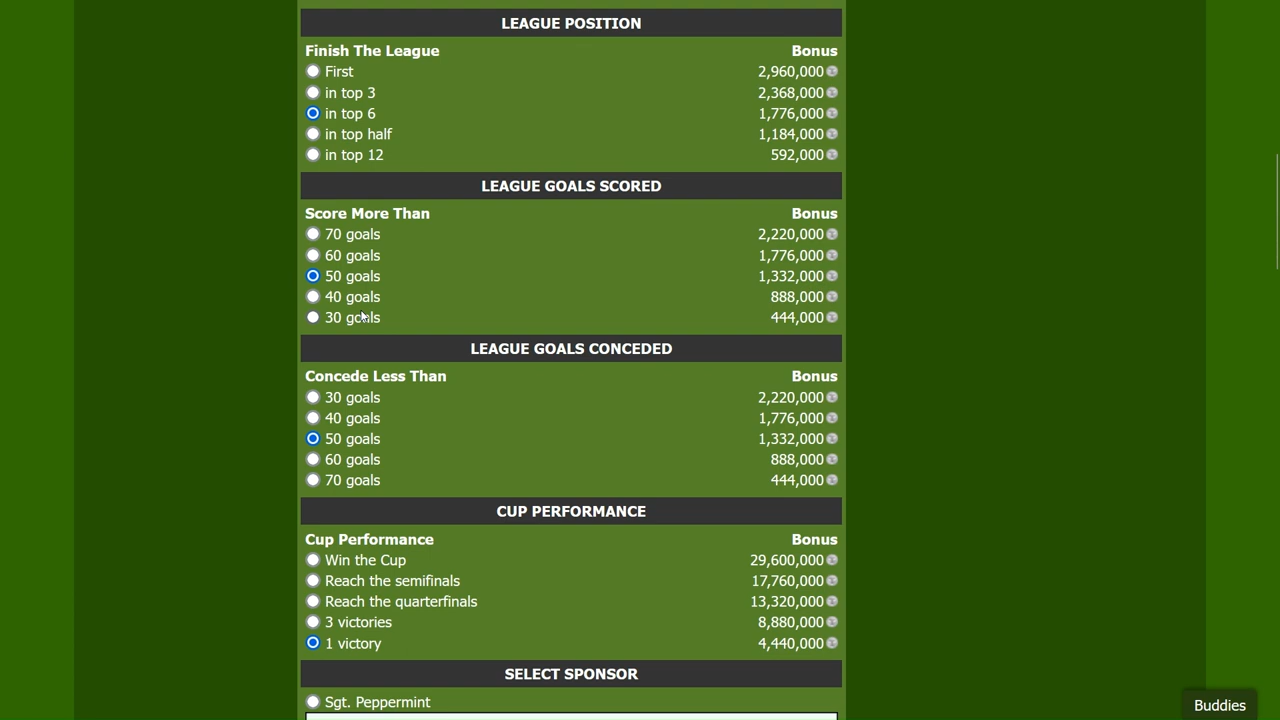 LEAGUE POSITION
Finish The League Bonus
First 2,960,000
in top 3 2,368,000
in top 6 1,776,000
in top half 1,184,000
in top 12 592,000
LEAGUE GOALS SCORED
Score More Than Bonus
70 goals 2,220,000
60 goals 1,776,000
50 goals 1,332,000
40 goals 888,000
30 goals 444,000
LEAGUE GOALS CONCEDED
Concede Less Than Bonus
30 goals 2,220,000
40 goals 1,776,000
50 goals 1,332,000
60 goals 888,000
70 goals 444,000
CUP PERFORMANCE
Cup Performance Bonus
Win the Cup 29,600,000
Reach the semifinals 17,760,000
Reach the quarterfinals 13,320,000
3 victories 8,880,000
1 victory 4,440,000
SELECT SPONSOR
Sgt. Peppermint
Buddies